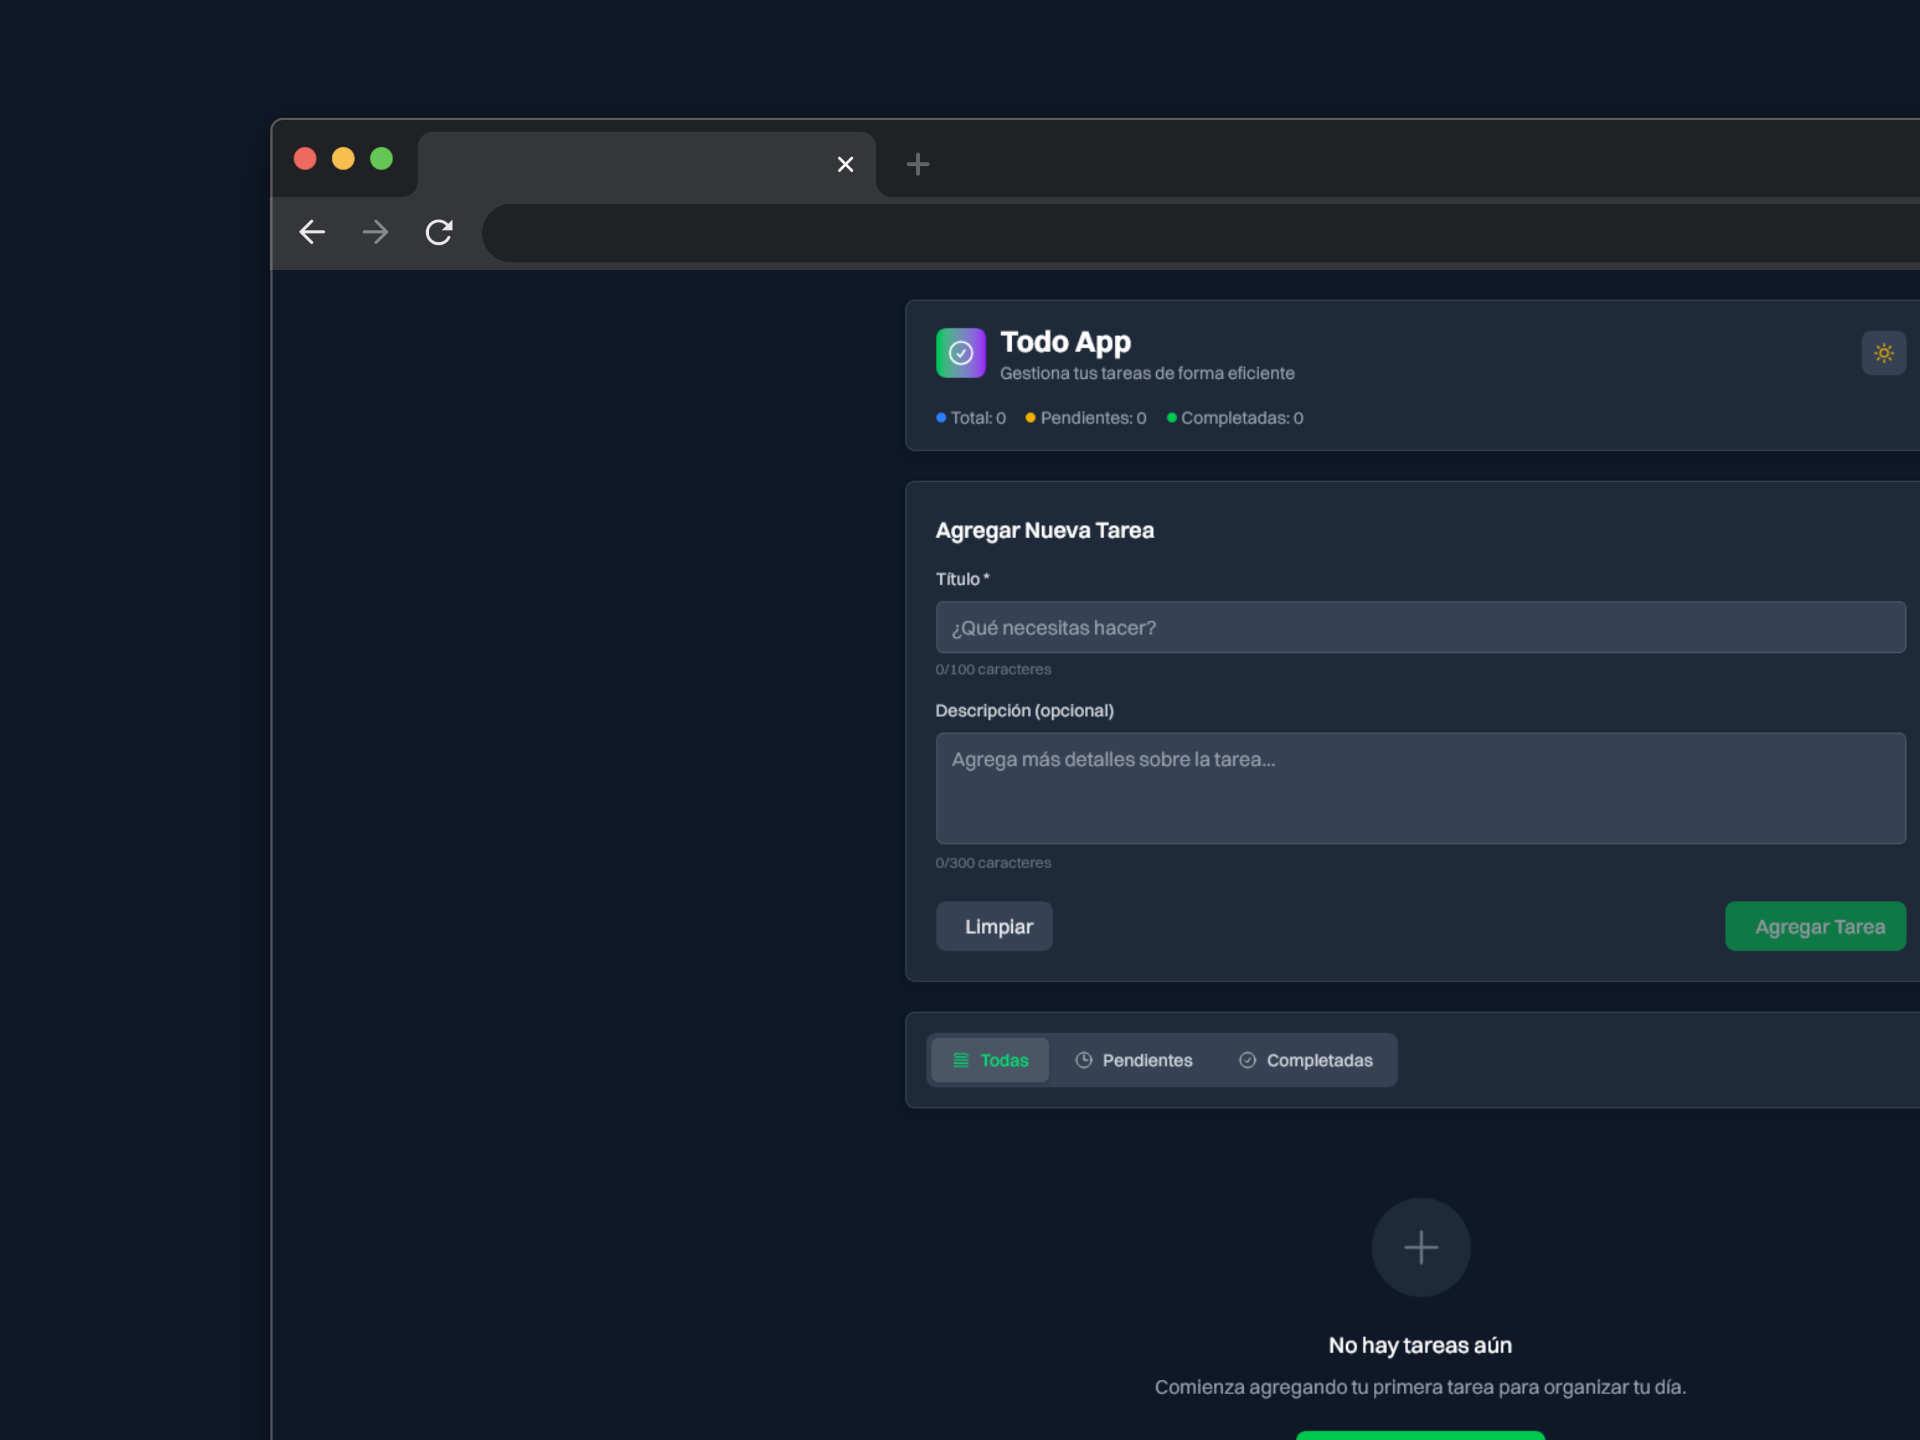 Todo App
Gestiona tus tareas de forma eficiente
Total: 0 Pendientes: 0 Completadas: 0
Agregar Nueva Tarea
Título *
¿Qué necesitas hacer?
0/100 caracteres
Descripción (opcional)
Agrega más detalles sobre la tarea...
0/300 caracteres
Limpiar Agregar Tarea
Todas Pendientes Completadas
No hay tareas aún
Comienza agregando tu primera tarea para organizar tu día.